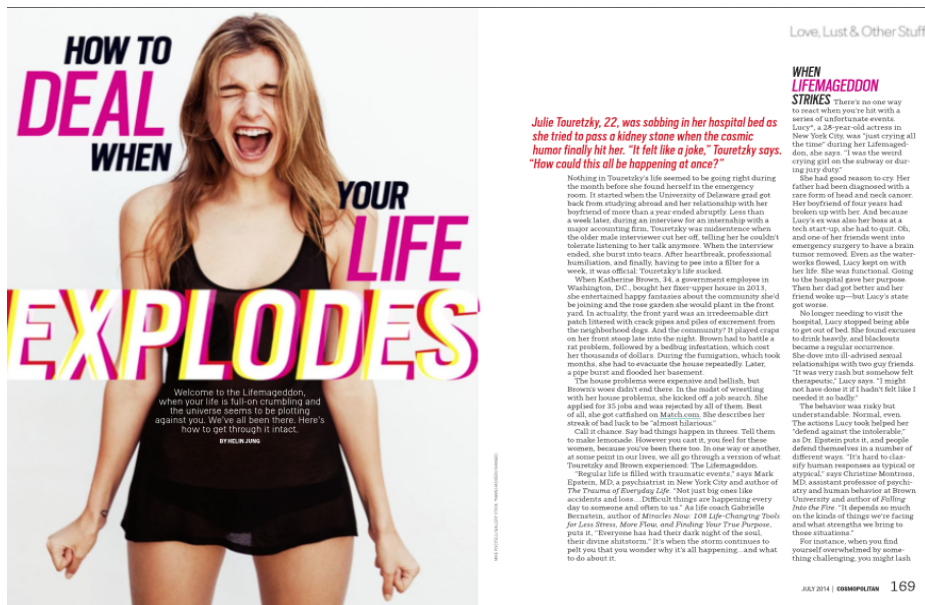 HOW TO
DEAL
WHEN
YOUR
LIFE
EXPLODES
Welcome to the Lifemageddon,
when your life is full-on crumbling and
the universe seems to be plotting
against you. We've all been there. Here's
how to get through it intact.
BY HELIN JUNG
Love, Lust & Other Stuff
Julie Touretzky, 22, was sobbing in her hospital bed as
she tried to pass a kidney stone when the cosmic
humor finally hit her. "It felt like a joke," Touretzky says.
"How could this all be happening at once?"
Nothing in Touretzky's life seemed to be going right during
the month before she found herself in the emergency
room. It started when the University of Delaware grad got
back from studying abroad and her relationship with her
boyfriend of more than a year ended abruptly. Less than
a week later, during an interview for an internship with a
major accounting firm, Touretzky was midsentence when
the older male interviewer cut her off, telling her he couldn't
tolerate listening to her talk anymore. When the interview
ended, she burst into tears. After heartbreak, professional
humiliation, and finally, having to pee into a filter for a
week, it was official: Touretzky's life sucked.
When Katherine Brown, 34, a government employee in
Washington, D.C., bought her fixer-upper house in 2013,
she entertained happy fantasies about the community she'd
be joining and the rose garden she would plant in the front
yard. In actuality, the front yard was an irredeemable dirt
patch littered with crack pipes and piles of excrement from
the neighborhood dogs. And the community? It played craps
on her front stoop late into the night. Brown had to battle a
rat problem, followed by a bedbug infestation, which cost
her thousands of dollars. During the fumigation, which took
months, she had to evacuate the house repeatedly. Later,
a pipe burst and flooded her basement.
The house problems were expensive and hellish, but
Brown's woes didn't end there. In the midst of wrestling
with her house problems, she kicked off a job search. She
applied for 35 jobs and was rejected by all of them. Best
of all, she got catfished on Match.com. She describes her
streak of bad luck to be "almost hilarious."
Call it chance. Say bad things happen in threes. Tell them
to make lemonade. However you cast it, you feel for these
women, because you've been there too. In one way or another,
at some point in our lives, we all go through a version of what
Touretzky and Brown experienced: The Lifemageddon.
"Regular life is filled with traumatic events," says Mark
Epstein, MD, a psychiatrist in New York City and author of
The Trauma of Everyday Life. "Not just big ones like
accidents and loss....Difficult things are happening every
day to someone and often to us." As life coach Gabrielle
Bernstein, author of Miracles Now: 108 Life-Changing Tools
for Less Stress, More Flow, and Finding Your True Purpose,
puts it, "Everyone has had their dark night of the soul,
their divine shitstorm." It's when the storm continues to
pelt you that you wonder why it's all happening...and what
to do about it.
WHEN
LIFEMAGEDDON
STRIKES There's no one way
to react when you're hit with a
series of unfortunate events.
Lucy*, a 28-year-old actress in
New York City, was "just crying all
the time" during her Lifemaged-
don, she says. "I was the weird
crying girl on the subway or dur-
ing jury duty."
She had good reason to cry. Her
father had been diagnosed with a
rare form of head and neck cancer.
Her boyfriend of four years had
broken up with her. And because
Lucy's ex was also her boss at a
tech start-up, she had to quit. Oh,
and one of her friends went into
emergency surgery to have a brain
tumor removed. Even as the water-
works flowed, Lucy kept on with
her life. She was functional. Going
to the hospital gave her purpose.
Then her dad got better and her
friend woke up—but Lucy's state
got worse.
No longer needing to visit the
hospital, Lucy stopped being able
to get out of bed. She found excuses
to drink heavily, and blackouts
became a regular occurrence.
She dove into ill-advised sexual
relationships with two guy friends.
"It was very rash but somehow felt
therapeutic," Lucy says. "I might
not have done it if I hadn't felt like I
needed it so badly."
The behavior was risky but
understandable. Normal, even.
The actions Lucy took helped her
"defend against the intolerable,"
as Dr. Epstein puts it, and people
defend themselves in a number of
different ways. "It's hard to clas-
sify human responses as typical or
atypical," says Christine Montross,
MD, assistant professor of psychi-
atry and human behavior at Brown
University and author of Falling
Into the Fire. "It depends so much
on the kinds of things we're facing
and what strengths we bring to
those situations."
For instance, when you find
yourself overwhelmed by some-
thing challenging, you might lash
JULY 2014 | COSMOPOLITAN 169